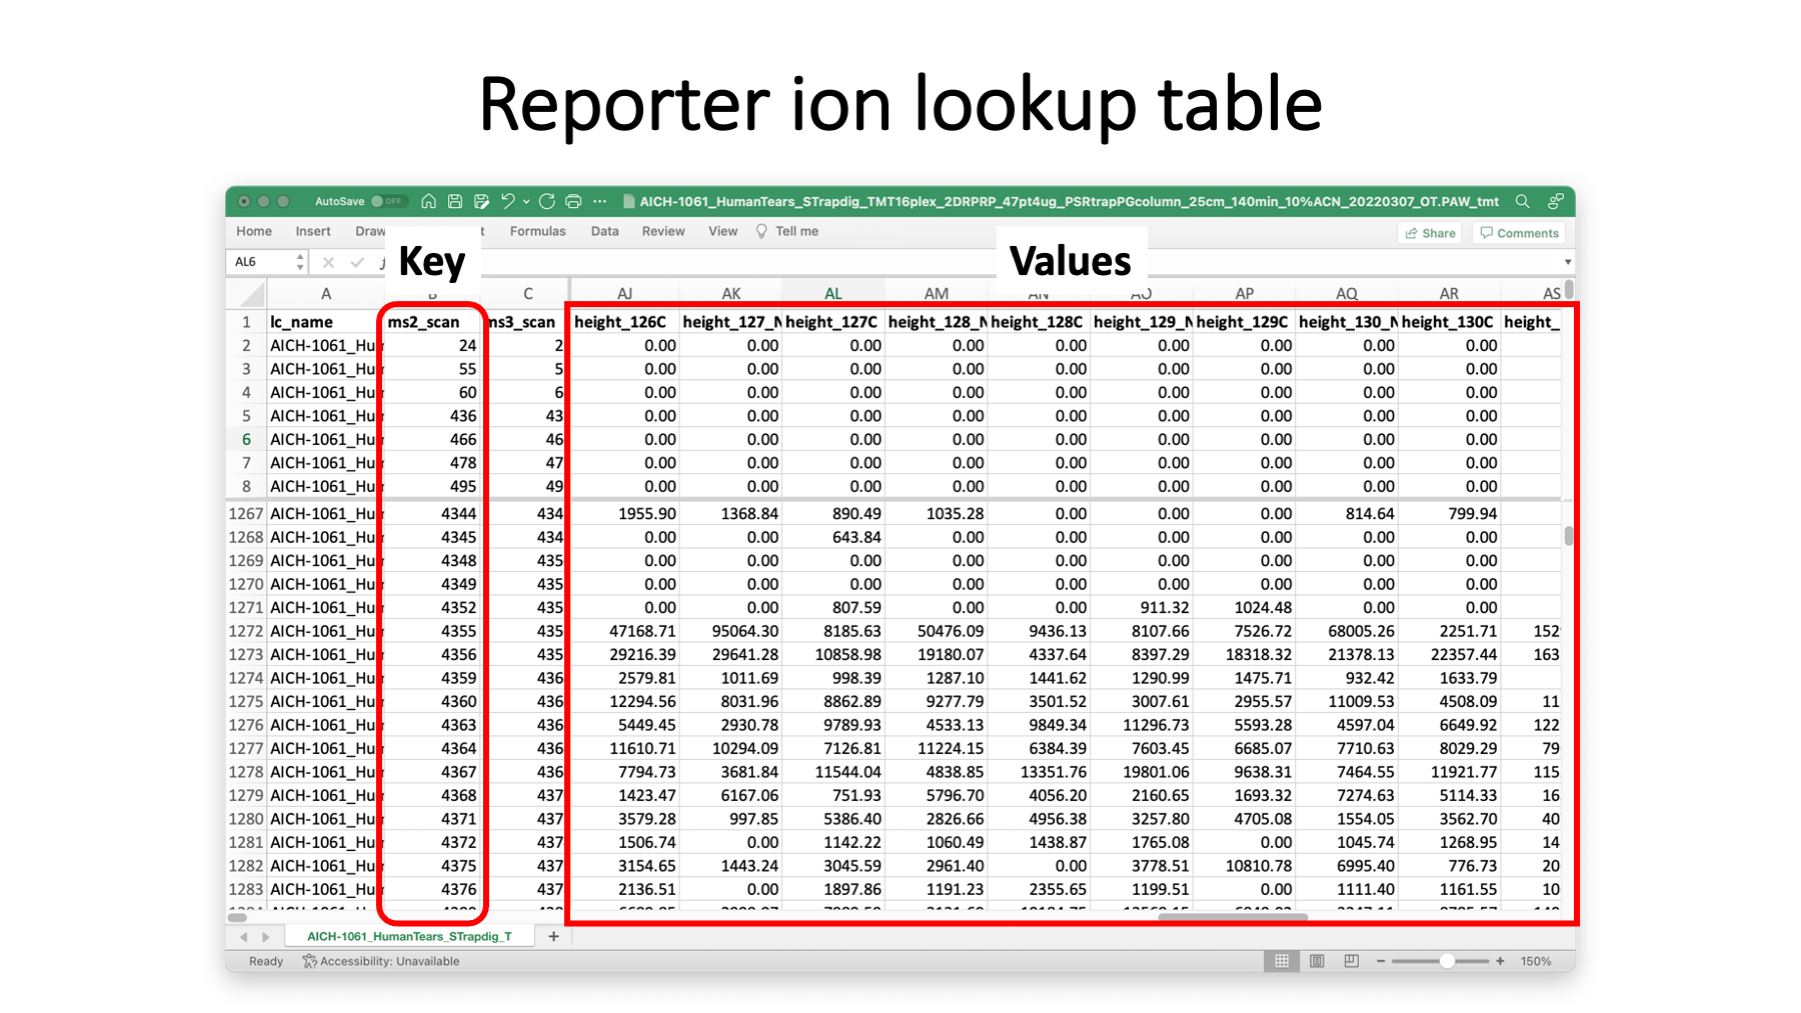 Reporter ion lookup table
AutoSave OFF ... AICH-1061_HumanTears_STrapdig_TMT16plex_2DRPRP_47pt4ug_PSRtrapPGcolumn_25cm_140min_10%ACN_20220307_OT.PAW_tmt
Home Insert Draw Formulas Data Review View Tell me Share Comments
AL6 Key Values
A B C AJ AK AL AM AN AO AP AQ AR AS
1 lc_name ms2_scan ms3_scan height_126C height_127_N height_127C height_128_N height_128C height_129_N height_129C height_130_N height_130C height_
2 AICH-1061_Hu 24 2 0.00 0.00 0.00 0.00 0.00 0.00 0.00 0.00 0.00
3 AICH-1061_Hu 55 5 0.00 0.00 0.00 0.00 0.00 0.00 0.00 0.00 0.00
4 AICH-1061_Hu 60 6 0.00 0.00 0.00 0.00 0.00 0.00 0.00 0.00 0.00
5 AICH-1061_Hu 436 43 0.00 0.00 0.00 0.00 0.00 0.00 0.00 0.00 0.00
6 AICH-1061_Hu 466 46 0.00 0.00 0.00 0.00 0.00 0.00 0.00 0.00 0.00
7 AICH-1061_Hu 478 47 0.00 0.00 0.00 0.00 0.00 0.00 0.00 0.00 0.00
8 AICH-1061_Hu 495 49 0.00 0.00 0.00 0.00 0.00 0.00 0.00 0.00 0.00
1267 AICH-1061_Hu 4344 434 1955.90 1368.84 890.49 1035.28 0.00 0.00 0.00 814.64 799.94
1268 AICH-1061_Hu 4345 434 0.00 0.00 643.84 0.00 0.00 0.00 0.00 0.00 0.00
1269 AICH-1061_Hu 4348 435 0.00 0.00 0.00 0.00 0.00 0.00 0.00 0.00 0.00
1270 AICH-1061_Hu 4349 435 0.00 0.00 0.00 0.00 0.00 0.00 0.00 0.00 0.00
1271 AICH-1061_Hu 4352 435 0.00 0.00 807.59 0.00 0.00 911.32 1024.48 0.00 0.00
1272 AICH-1061_Hu 4355 435 47168.71 95064.30 8185.63 50476.09 9436.13 8107.66 7526.72 68005.26 2251.71 152
1273 AICH-1061_Hu 4356 435 29216.39 29641.28 10858.98 19180.07 4337.64 8397.29 18318.32 21378.13 22357.44 163
1274 AICH-1061_Hu 4359 436 2579.81 1011.69 998.39 1287.10 1441.62 1290.99 1475.71 932.42 1633.79
1275 AICH-1061_Hu 4360 436 12294.56 8031.96 8862.89 9277.79 3501.52 3007.61 2955.57 11009.53 4508.09 11
1276 AICH-1061_Hu 4363 436 5449.45 2930.78 9789.93 4533.13 9849.34 11296.73 5593.28 4597.04 6649.92 122
1277 AICH-1061_Hu 4364 436 11610.71 10294.09 7126.81 11224.15 6384.39 7603.45 6685.07 7710.63 8029.29 79
1278 AICH-1061_Hu 4367 436 7794.73 3681.84 11544.04 4838.85 13351.76 19801.06 9638.31 7464.55 11921.77 115
1279 AICH-1061_Hu 4368 437 1423.47 6167.06 751.93 5796.70 4056.20 2160.65 1693.32 7274.63 5114.33 16
1280 AICH-1061_Hu 4371 437 3579.28 997.85 5386.40 2826.66 4956.38 3257.80 4705.08 1554.05 3562.70 40
1281 AICH-1061_Hu 4372 437 1506.74 0.00 1142.22 1060.49 1438.87 1765.08 0.00 1045.74 1268.95 14
1282 AICH-1061_Hu 4375 437 3154.65 1443.24 3045.59 2961.40 0.00 3778.51 10810.78 6995.40 776.73 20
1283 AICH-1061_Hu 4376 437 2136.51 0.00 1897.86 1191.23 2355.65 1199.51 0.00 1111.40 1161.55 10
AICH-1061_HumanTears_STrapdig_T +
Ready Accessibility: Unavailable 150%